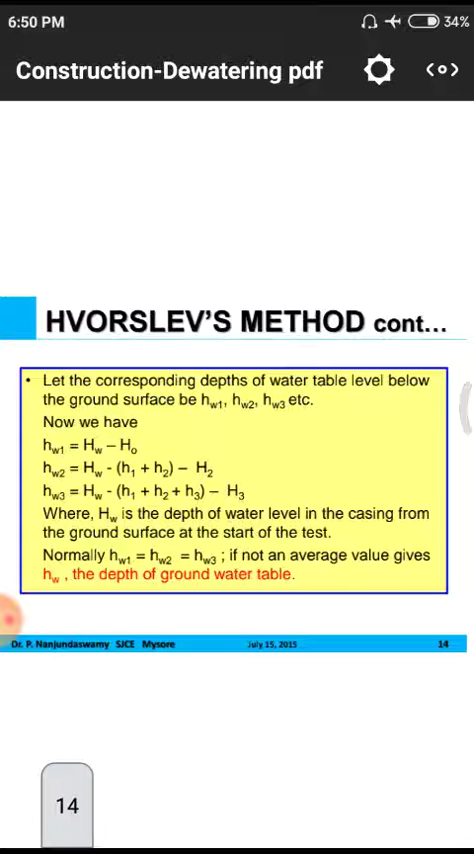 6:50 PM
34%
Construction-Dewatering pdf
HVORSLEV'S METHOD cont...
• Let the corresponding depths of water table level below
the ground surface be hw1, hw2, hw3 etc.
Now we have
hw1 = Hw – Ho
hw2 = Hw - (h1 + h2) – H2
hw3 = Hw - (h1 + h2 + h3) – H3
Where, Hw is the depth of water level in the casing from
the ground surface at the start of the test.
Normally hw1 = hw2 = hw3 ; if not an average value gives
hw , the depth of ground water table.
Dr. P. Nanjundaswamy SJCE Mysore July 15, 2015 14
14